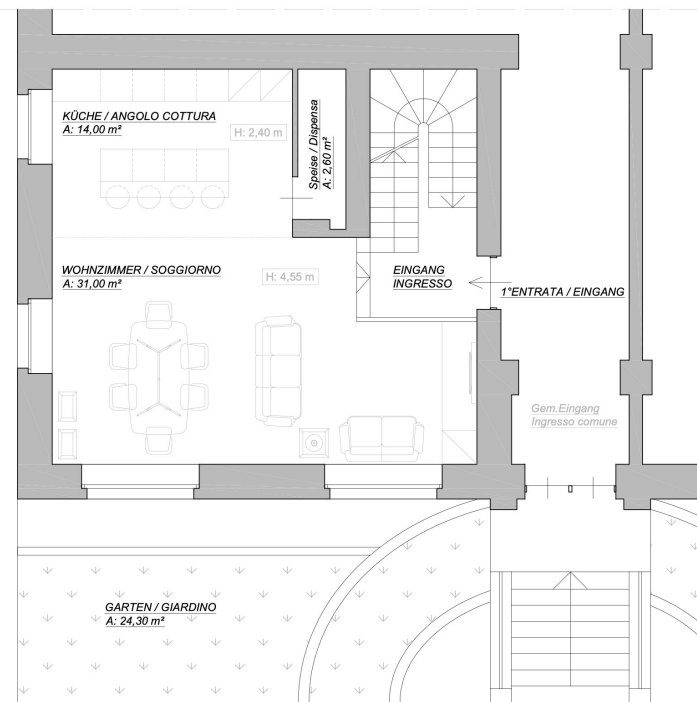 KÜCHE / ANGOLO COTTURA
A: 14,00 m²
H: 2,40 m
Speise / Dispensa
A: 2,60 m²
WOHNZIMMER / SOGGIORNO
A: 31,00 m²
H: 4,55 m
EINGANG
INGRESSO
1°ENTRATA / EINGANG
Gem.Eingang
Ingresso comune
GARTEN / GIARDINO
A: 24,30 m²